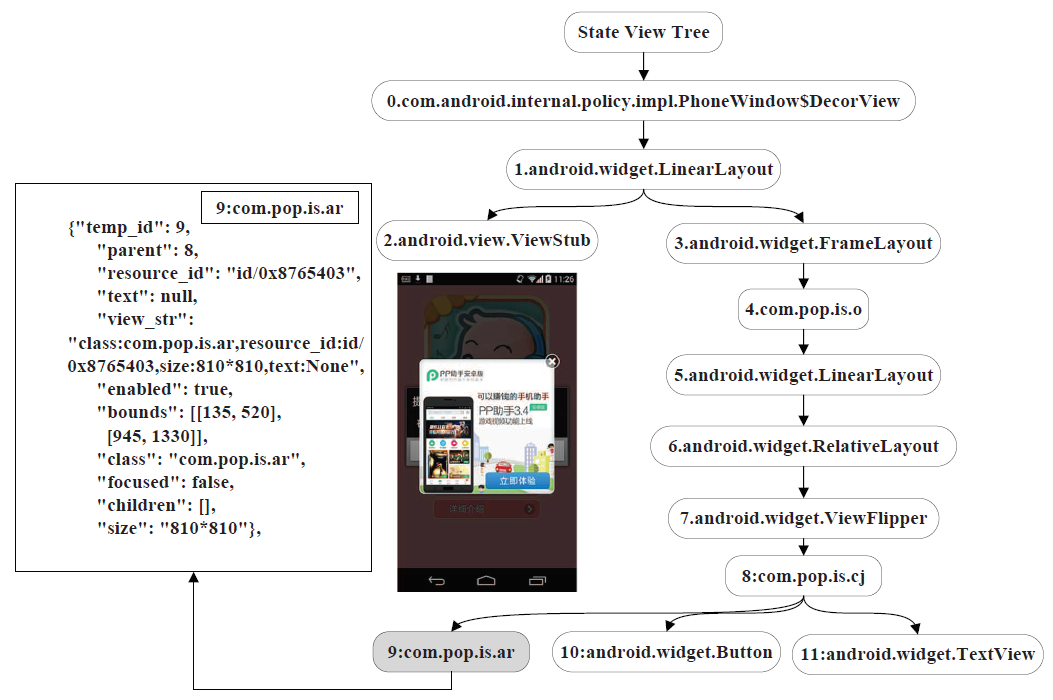 State View Tree
0.com.android.internal.policy.impl.PhoneWindow$DecorView
1.android.widget.LinearLayout
2.android.view.ViewStub
3.android.widget.FrameLayout
4.com.pop.is.o
5.android.widget.LinearLayout
6.android.widget.RelativeLayout
7.android.widget.ViewFlipper
8:com.pop.is.cj
9:com.pop.is.ar
10:android.widget.Button
11:android.widget.TextView
9:com.pop.is.ar
{"temp_id": 9,
"parent": 8,
"resource_id": "id/0x8765403",
"text": null,
"view_str":
"class:com.pop.is.ar,resource_id:id/
0x8765403,size:810*810,text:None",
"enabled": true,
"bounds": [[135, 520],
[945, 1330]],
"class": "com.pop.is.ar",
"focused": false,
"children": [],
"size": "810*810"},
11:26
PP助手安卓版
可以赚钱的手机助手
PP助手3.4
游戏视频功能上线
立即体验
详细介绍